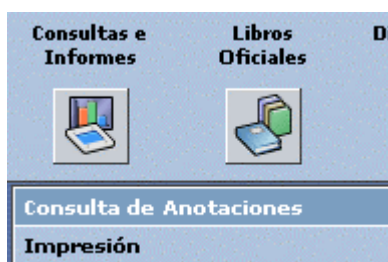 Consultas e
Informes
Libros
Oficiales
D
Consulta de Anotaciones
Impresión